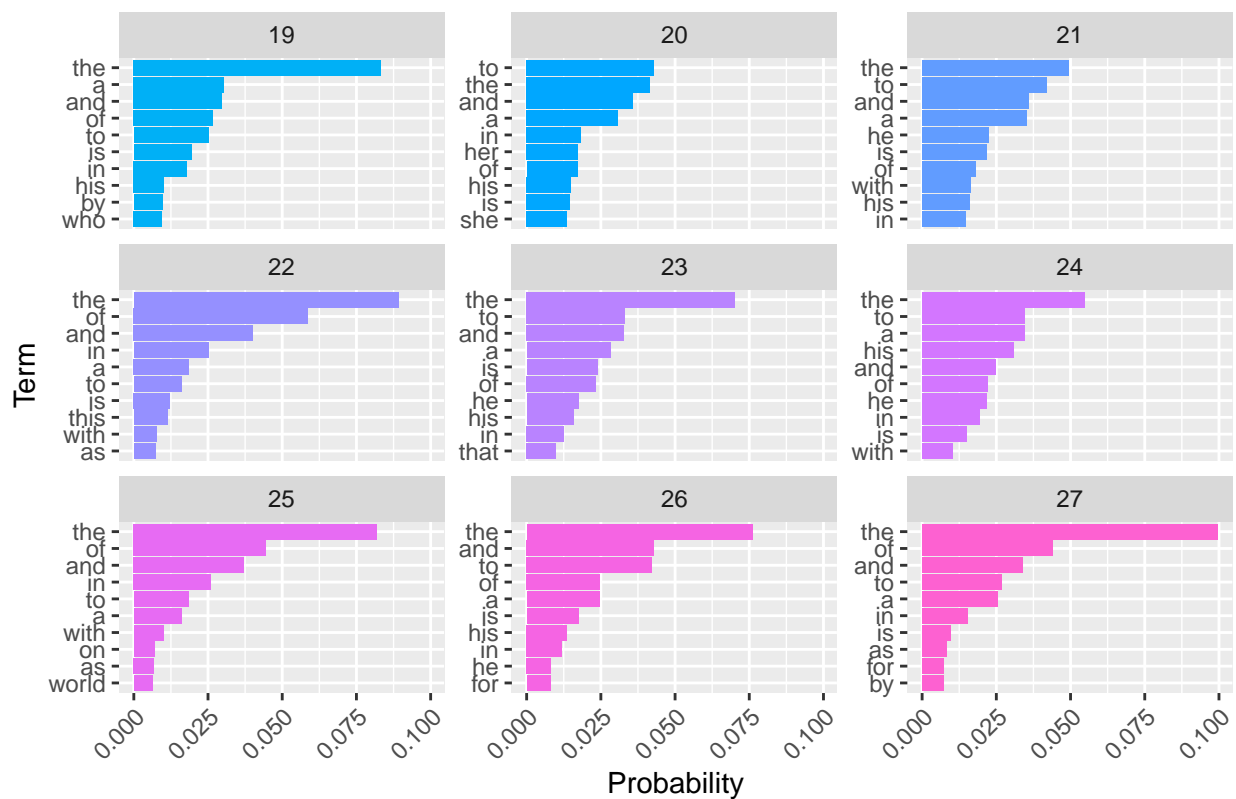 19
the
a
and
of
to
is
in
his
by
who
20
to
the
and
a
in
her
of
his
is
she
21
the
to
and
a
he
is
of
with
his
in
22
the
of
and
in
a
to
is
this
with
as
23
the
to
and
a
is
of
he
his
in
that
24
the
to
a
his
and
of
he
in
is
with
25
the
of
and
in
to
a
with
on
as
world
26
the
and
to
of
a
is
his
in
he
for
27
the
of
and
to
a
in
is
as
for
by
0.000 0.025 0.050 0.075 0.100
0.000 0.025 0.050 0.075 0.100
0.000 0.025 0.050 0.075 0.100
Probability
Term